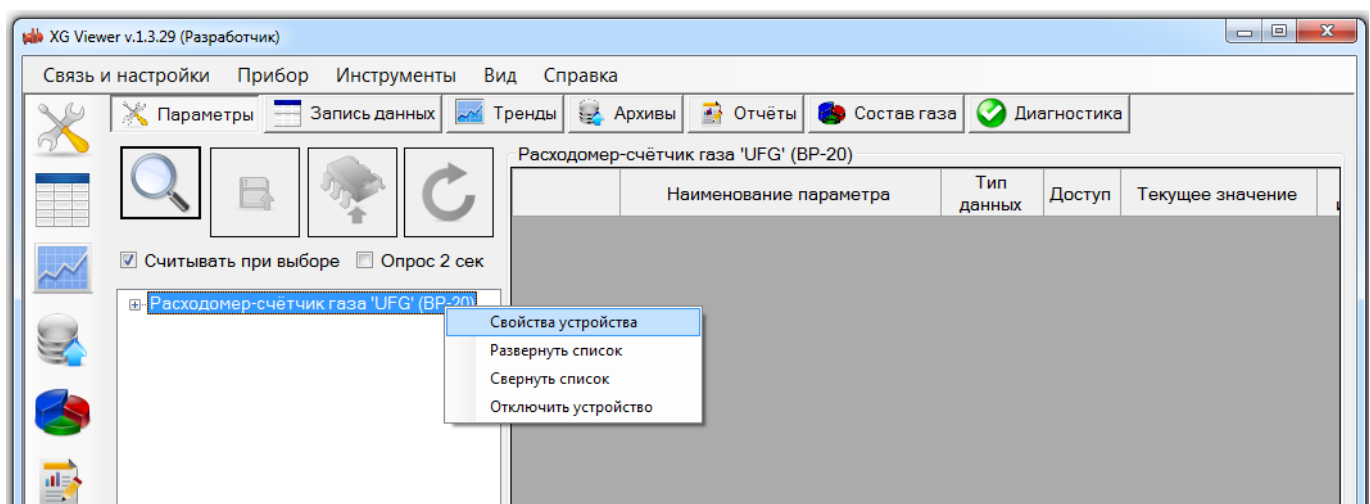 XG Viewer v.1.3.29 (Разработчик)
Связь и настройки Прибор Инструменты Вид Справка
Параметры Запись данных Тренды Архивы Отчёты Состав газа Диагностика
Расходомер-счётчик газа 'UFG' (ВР-20)
Наименование параметра Тип данных Доступ Текущее значение
Считывать при выборе Опрос 2 сек
Расходомер-счётчик газа 'UFG' (ВР-20)
Свойства устройства
Развернуть список
Свернуть список
Отключить устройство